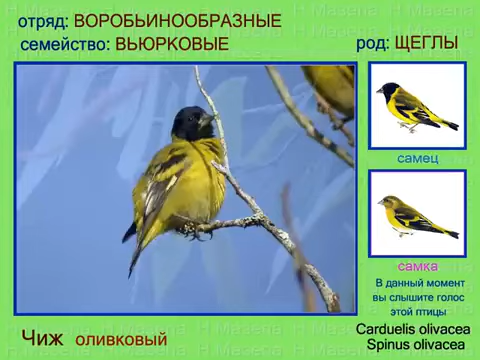 отряд: ВОРОБЬИНООБРАЗНЫЕ
семейство: ВЬЮРКОВЫЕ
род: ЩЕГЛЫ
самец
самка
В данный момент
вы слышите голос
этой птицы
Чиж оливковый
Carduelis olivacea
Spinus olivacea
Н Мазепа